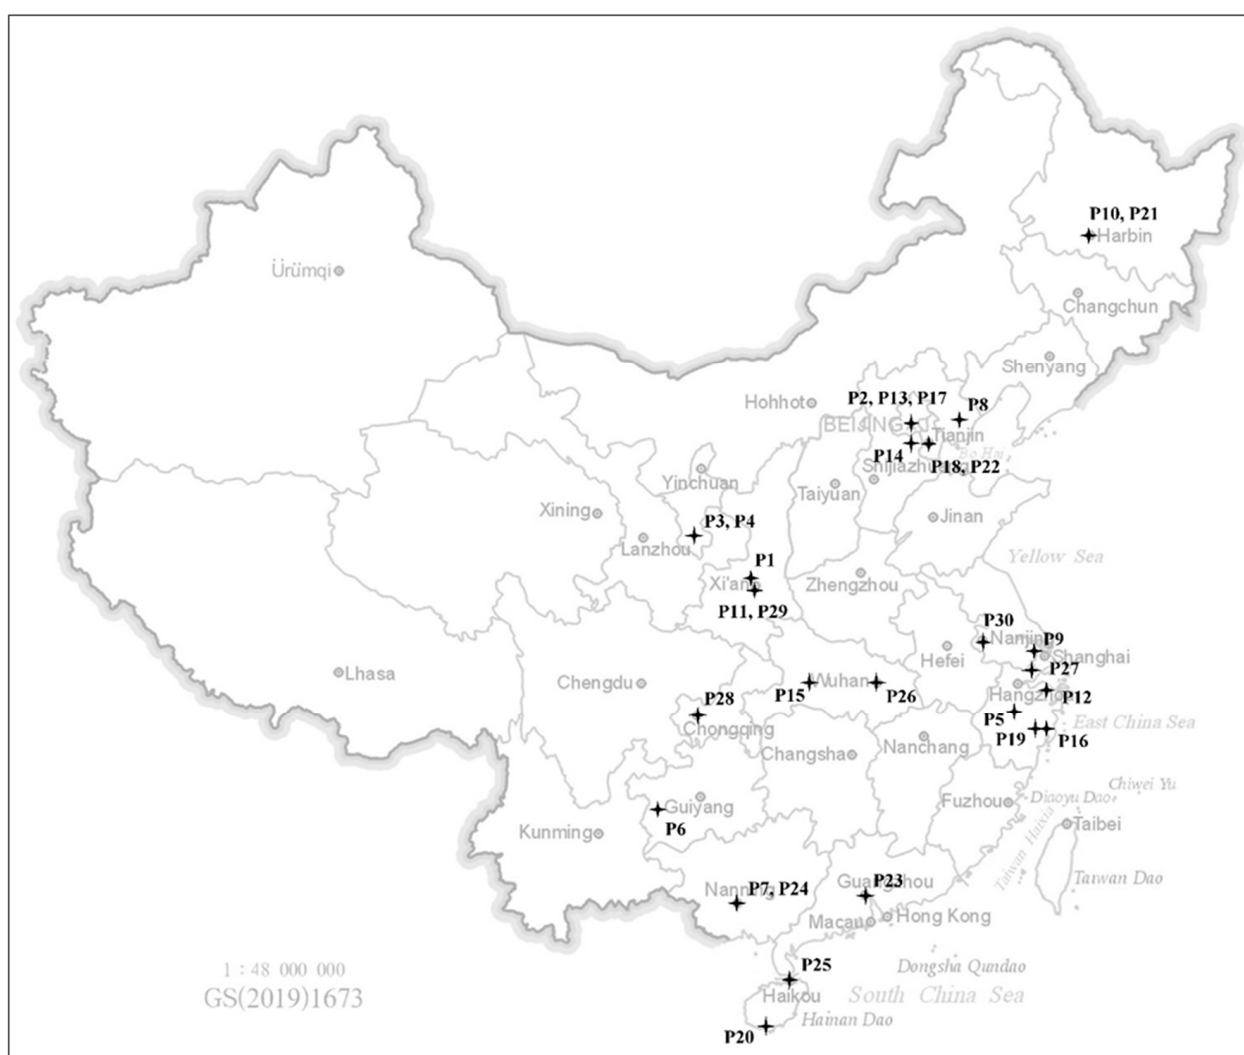 P10, P21
Harbin
Ürümqi
Changchun
Shenyang
Hohhot
P2, P13, P17
P8
BEIJING
Tianjin
P14
Bo Hai
P18, P22
Yinchuan
Taiyuan
Xining
P3, P4
Jinan
Lanzhou
Yellow Sea
P1
Xi'an
Zhengzhou
P11, P29
P30
Nanjing
P9
Hefei
Shanghai
P27
Lhasa
Chengdu
P15
Wuhan
P26
Hangzhou
P12
P28
Chongqing
P5
East China Sea
P19
P16
Changsha
Nanchang
Chiwei Yu
Guiyang
Fuzhou
Diaoyu Dao
P6
Kunming
Taiwan Haixia
Taibei
Nanning
P7, P24
Guangzhou
P23
Taiwan Dao
Macau
Hong Kong
P25
Dongsha Qundao
1 : 48 000 000
GS(2019)1673
Haikou
South China Sea
Hainan Dao
P20